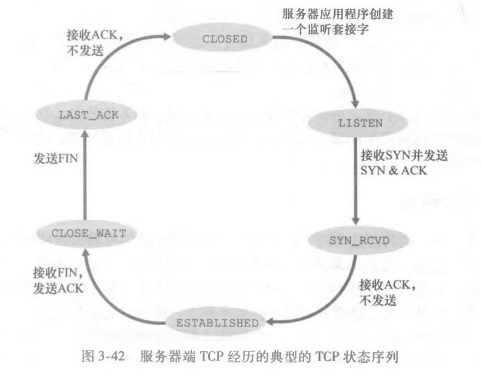 服务器应用程序创建
一个监听套接字
接收ACK，
不发送
CLOSED
LAST_ACK
LISTEN
发送FIN
接收SYN并发送
SYN & ACK
CLOSE_WAIT
SYN_RCVD
接收FIN，
发送ACK
接收ACK，
不发送
ESTABLISHED
图 3-42 服务器端 TCP 经历的典型的 TCP 状态序列